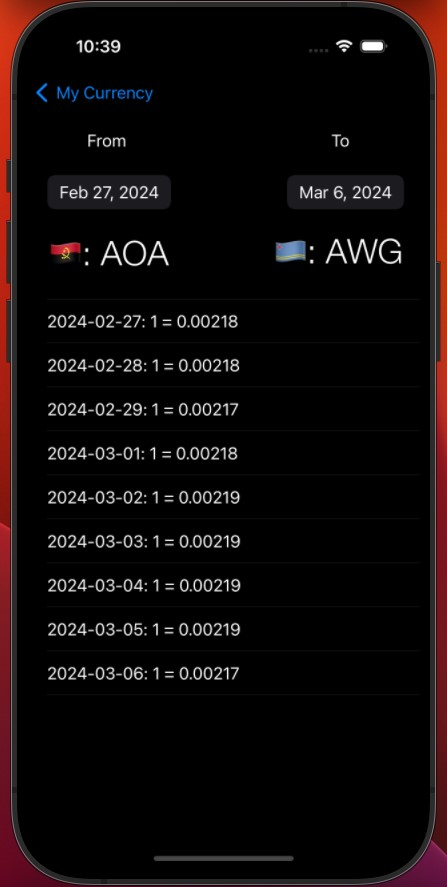 10:39
My Currency
From To
Feb 27, 2024 Mar 6, 2024
: AOA : AWG
2024-02-27: 1 = 0.00218
2024-02-28: 1 = 0.00218
2024-02-29: 1 = 0.00217
2024-03-01: 1 = 0.00218
2024-03-02: 1 = 0.00219
2024-03-03: 1 = 0.00219
2024-03-04: 1 = 0.00219
2024-03-05: 1 = 0.00219
2024-03-06: 1 = 0.00217